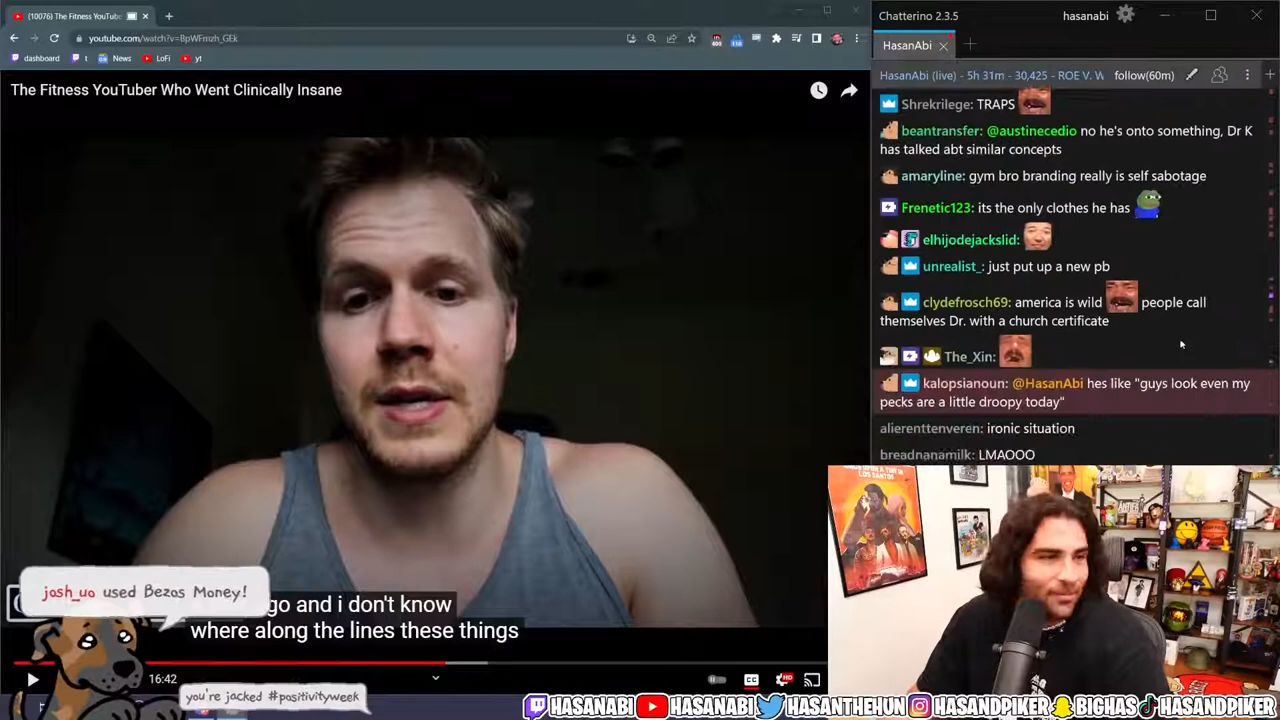 (10076) The Fitness YouTube
youtube.com/watch?v=BpWFmzh_GEk
dashboard
t
News
LoFi
yt
The Fitness YouTuber Who Went Clinically Insane
go and i don't know
where along the lines these things
16:42
HD
josh_ua used Bezos Money!
you're jacked #positivityweek
Chatterino 2.3.5
hasanabi
HasanAbi
HasanAbi (live) - 5h 31m - 30,425 - ROE V. W
follow(60m)
Shrekrilege: TRAPS
beantransfer: @austinecedio no he's onto something, Dr K
has talked abt similar concepts
amaryline: gym bro branding really is self sabotage
Frenetic123: its the only clothes he has
elhijodejackslid:
unrealist_: just put up a new pb
clydefrosch69: america is wild people call
themselves Dr. with a church certificate
The_Xin:
kalopsianoun: @HasanAbi hes like "guys look even my
pecks are a little droopy today"
alierenttenveren: ironic situation
breadnanamilk: LMAOOO
LOS SANTOS
HASANABI
HASANABI
HASANTHEHUN
HASANDPIKER
BIGHAS
HASANDPIKER